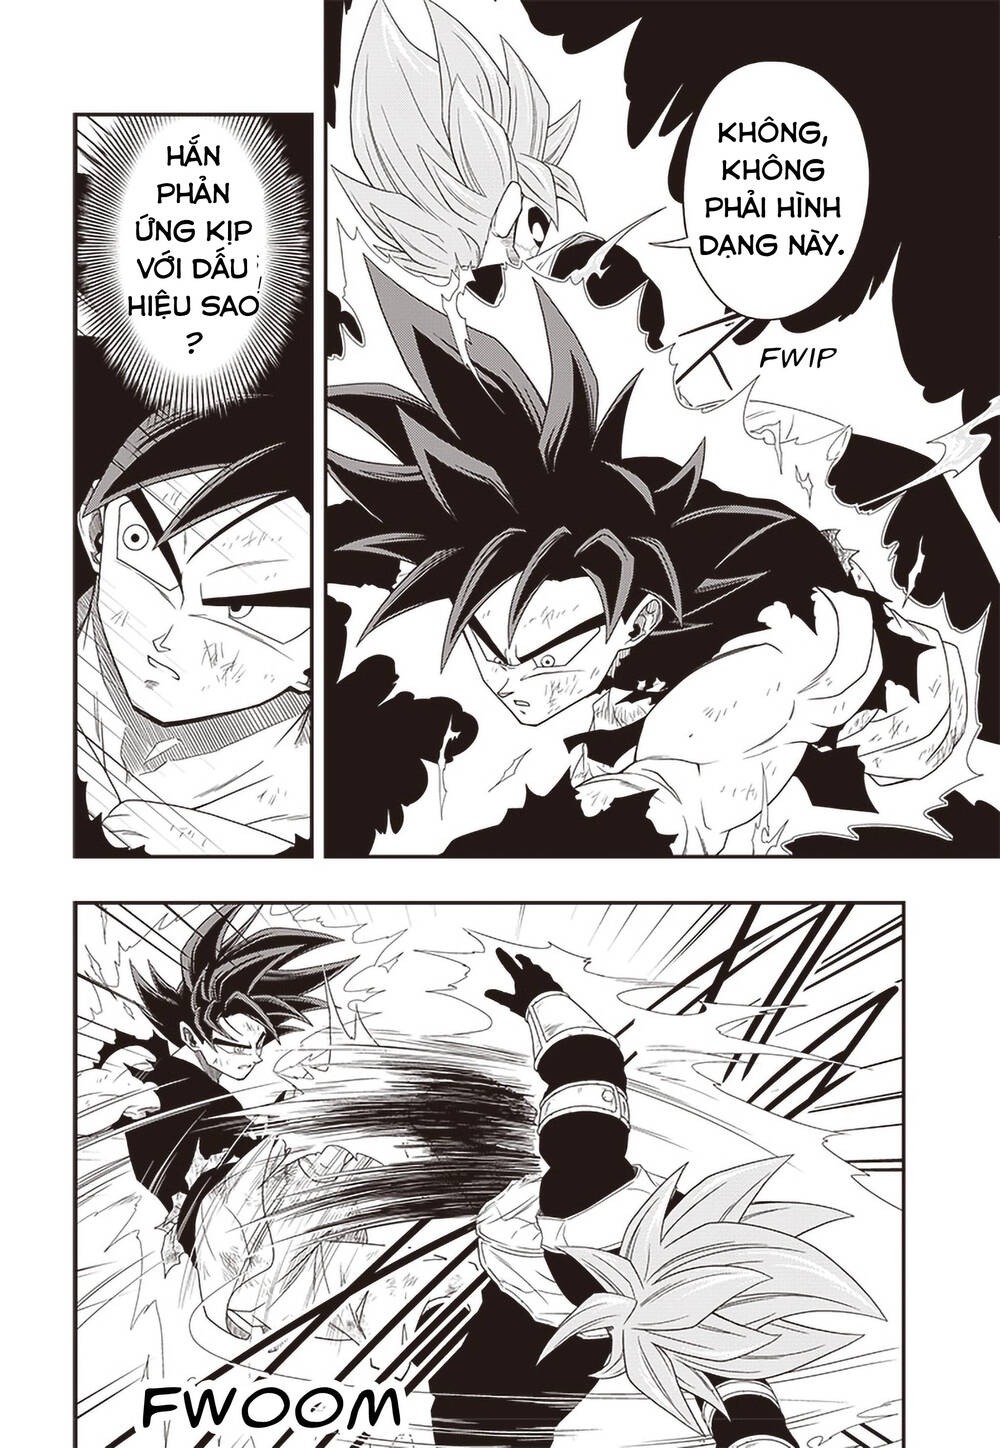 KHÔNG,
KHÔNG
PHẢI HÌNH
DẠNG NÀY.
FWIP
HẮN
PHẢN
ỨNG KỊP
VỚI DẤU
HIỆU SAO
?
FWOOM